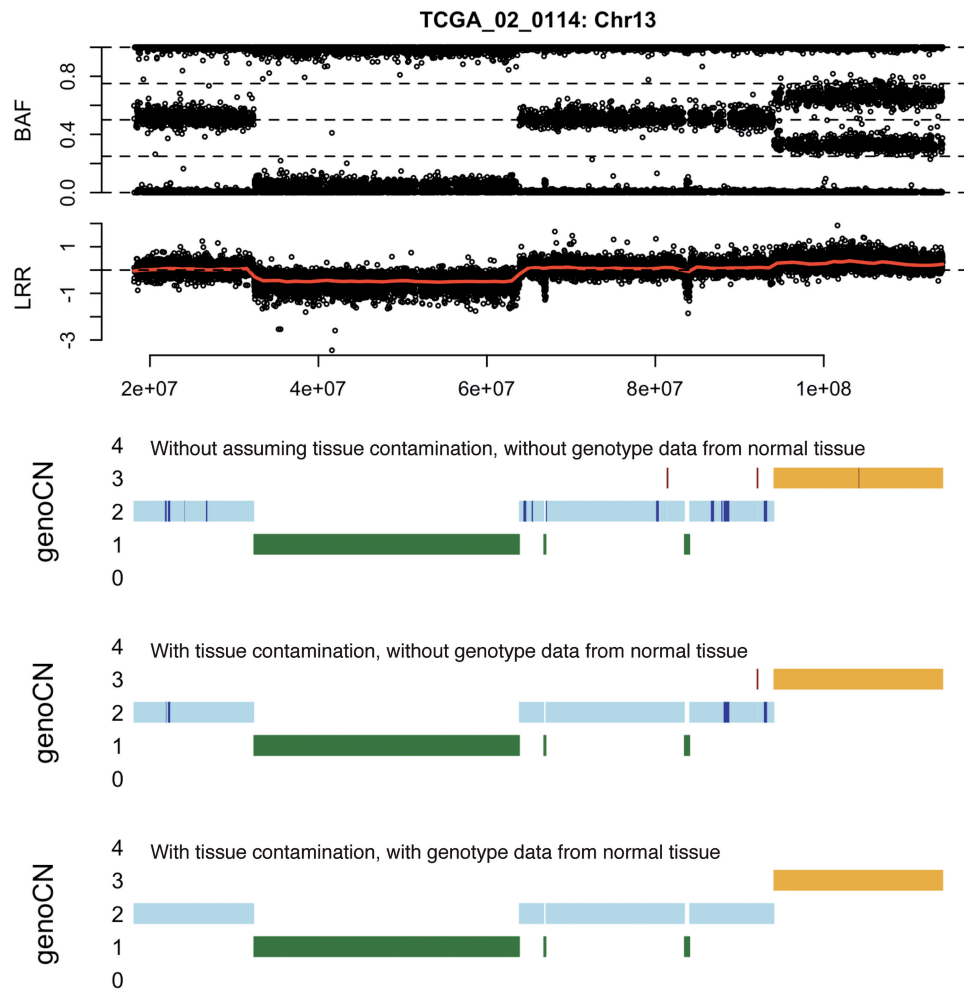 TCGA_02_0114: Chr13
BAF
0.8
0.4
0.0
LRR
1
-1
-3
2e+07 4e+07 6e+07 8e+07 1e+08
genoCN
4
Without assuming tissue contamination, without genotype data from normal tissue
3
2
1
0
genoCN
4
With tissue contamination, without genotype data from normal tissue
3
2
1
0
genoCN
4
With tissue contamination, with genotype data from normal tissue
3
2
1
0